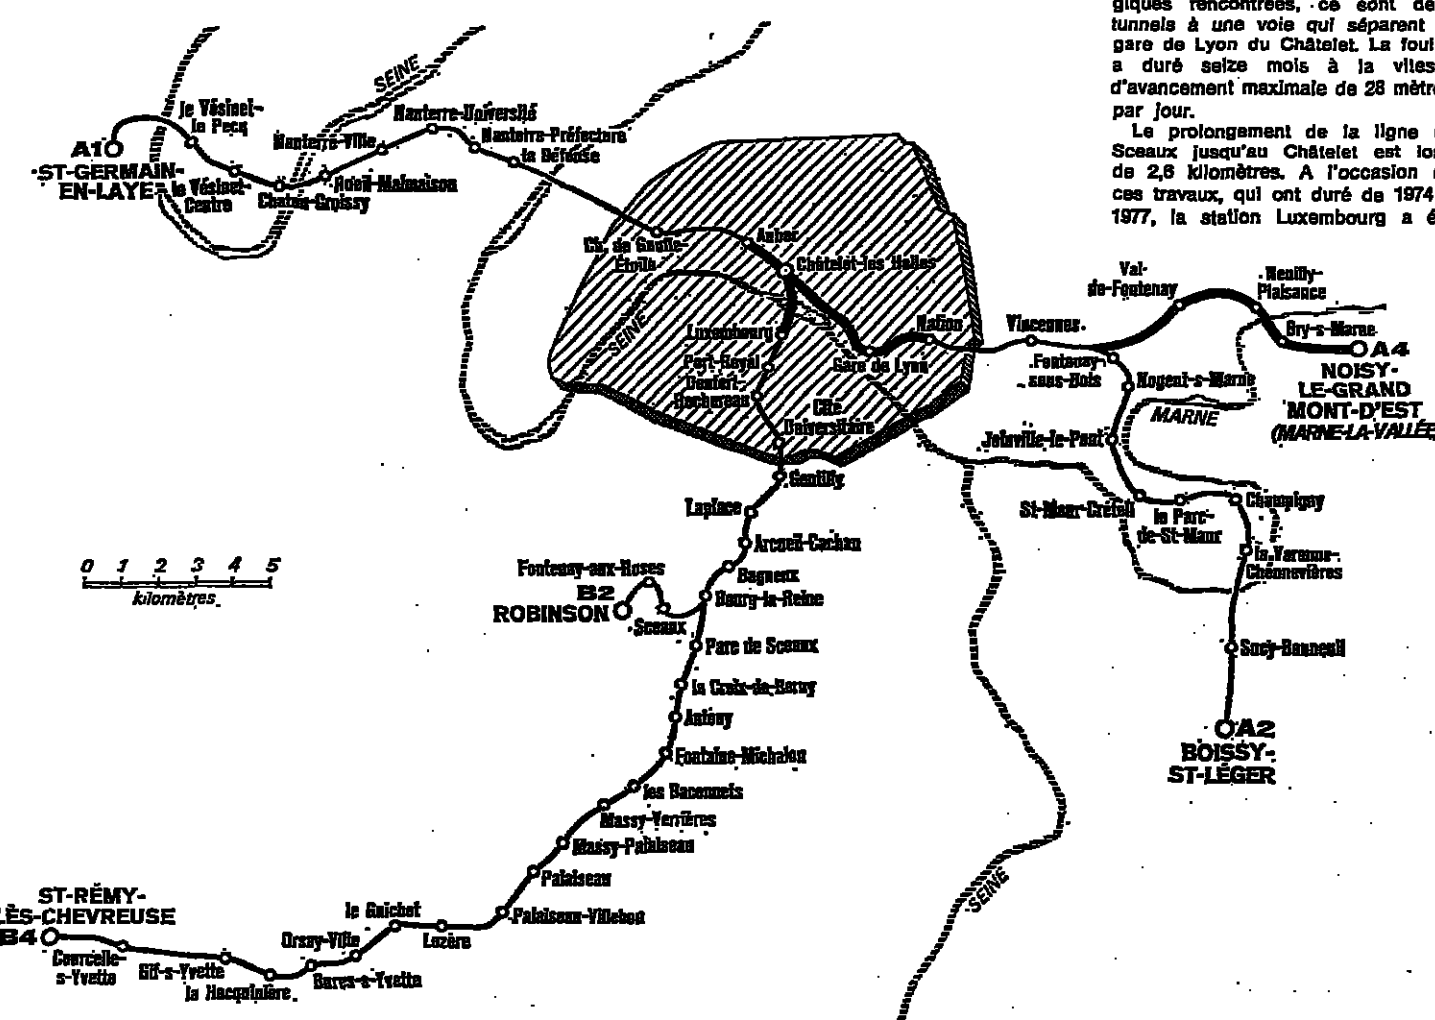 giques rencontrées, ce sont de
tunnels à une voie qui séparent
gare de Lyon du Châtelet. La foul
a duré seize mois à la vites
d'avancement maximale de 28 mètre
par jour.
Le prolongement de la ligne
Sceaux jusqu'au Châtelet est lon
de 2,6 kilomètres. A l'occasion
ces travaux, qui ont duré de 1974
1977, la station Luxembourg a é
SEINE
le Vésinet-
le Pecq
Nanterre-Université
Nanterre-Ville
Nanterre-Préfecture
la Défense
A1
ST-GERMAIN-
EN-LAYE
le Vésinet-
Centre
Chatou-Croissy
Rueil-Malmaison
Ch. de Gaulle-
Étoile
Auber
Châtelet-les Halles
SEINE
Luxembourg
Port-Royal
Denfert-
Rochereau
Cité
Universitaire
Gare de Lyon
Nation
Vincennes
Val-
de-Fontenay
Neuilly-
Plaisance
Bry-s-Marne
A4
NOISY-
LE-GRAND
MONT-D'EST
(MARNE-LA-VALLÉE)
Fontenay-
sous-Bois
Nogent-s-Marne
MARNE
Joinville-le-Pont
St-Maur-Créteil
le Parc-
de-St-Maur
Champigny
la Varenne-
Chennevières
Sucy-Bonneuil
A2
BOISSY-
ST-LÉGER
Gentilly
Laplace
Arcueil-Cachan
Bagneux
Bourg-la-Reine
Fontenay-aux-Roses
B2
ROBINSON
Sceaux
Parc de Sceaux
la Croix-de-Berny
Antony
Fontaine-Michalon
les Baconnets
Massy-Verrières
Massy-Palaiseau
Palaiseau
Palaiseau-Villebon
Lozère
le Guichet
Orsay-Ville
Bures-s-Yvette
la Hacquinière
Gif-s-Yvette
Courcelle-
s-Yvette
ST-RÉMY-
LÈS-CHEVREUSE
B4
SEINE
0 1 2 3 4 5
kilomètres